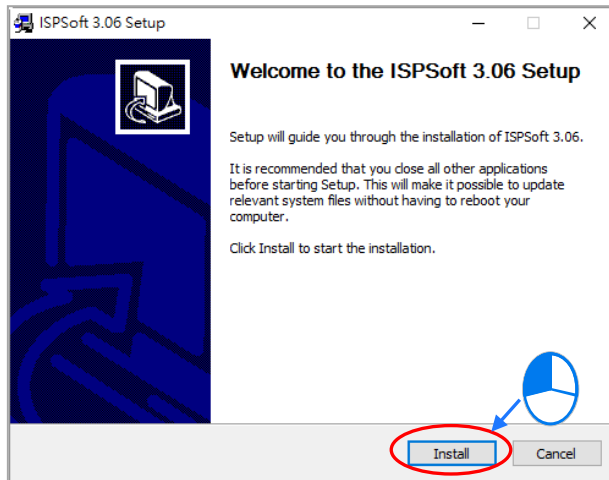 ISPSoft 3.06 Setup
Welcome to the ISPSoft 3.06 Setup
Setup will guide you through the installation of ISPSoft 3.06.
It is recommended that you close all other applications
before starting Setup. This will make it possible to update
relevant system files without having to reboot your
computer.
Click Install to start the installation.
Install Cancel